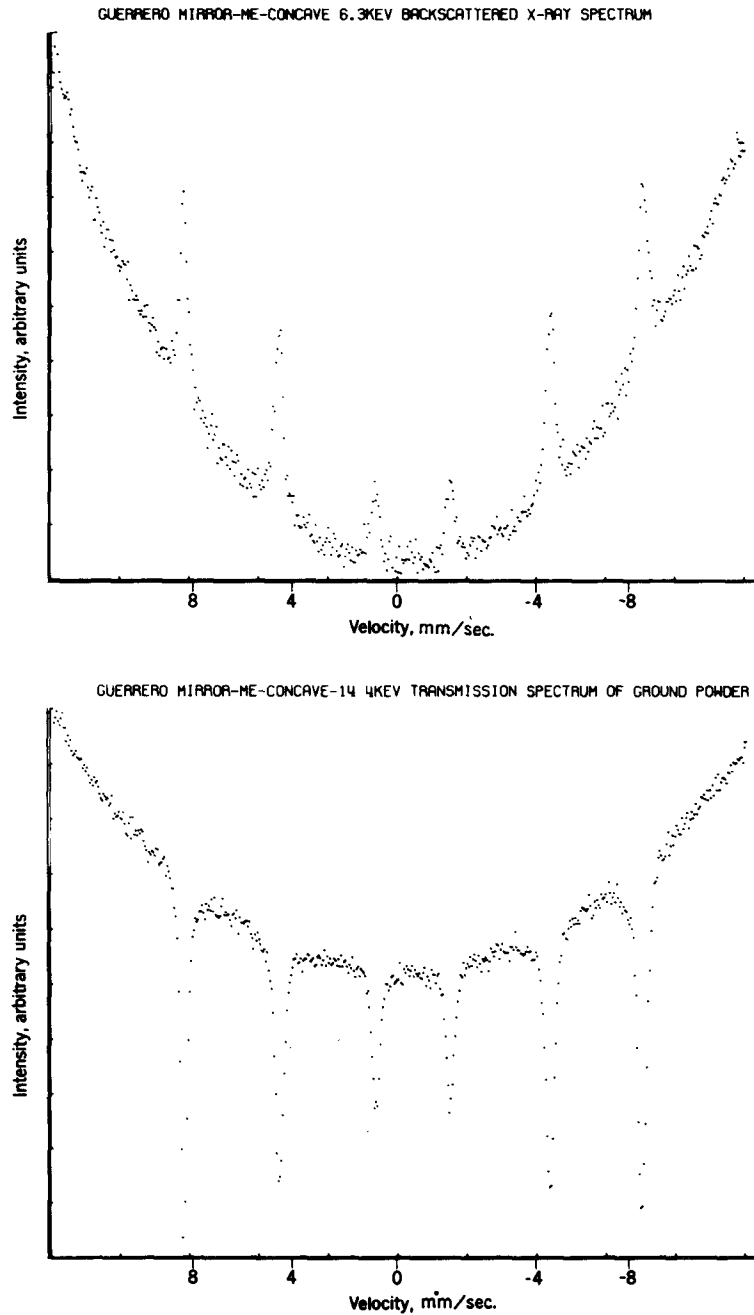 GUERRERO MIRROR-ME-CONCAVE 6.3KEV BACKSCATTERED X-RAY SPECTRUM
Intensity, arbitrary units
8 4 0 -4 -8
Velocity, mm/sec.
GUERRERO MIRROR-ME-CONCAVE-14 4KEV TRANSMISSION SPECTRUM OF GROUND POWDER
Intensity, arbitrary units
8 4 0 -4 -8
Velocity, mm/sec.